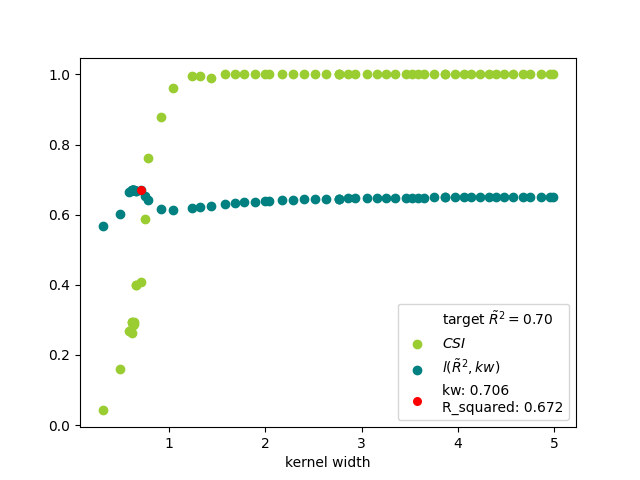 1.0
0.8
0.6
0.4
0.2
0.0
1 2 3 4 5
kernel width
target R̃² = 0.70
CSI
l(R̃², kw)
kw: 0.706
R_squared: 0.672